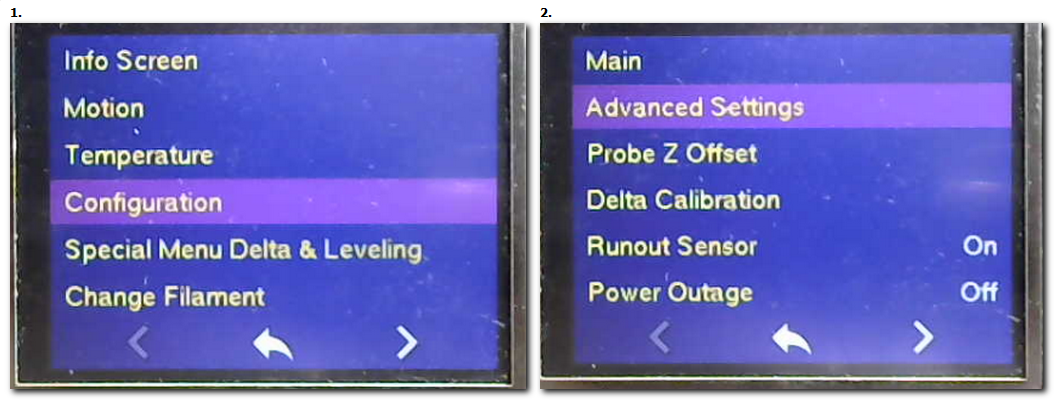 1.
Info Screen
Motion
Temperature
Configuration
Special Menu Delta & Leveling
Change Filament
2.
Main
Advanced Settings
Probe Z Offset
Delta Calibration
Runout Sensor On
Power Outage Off